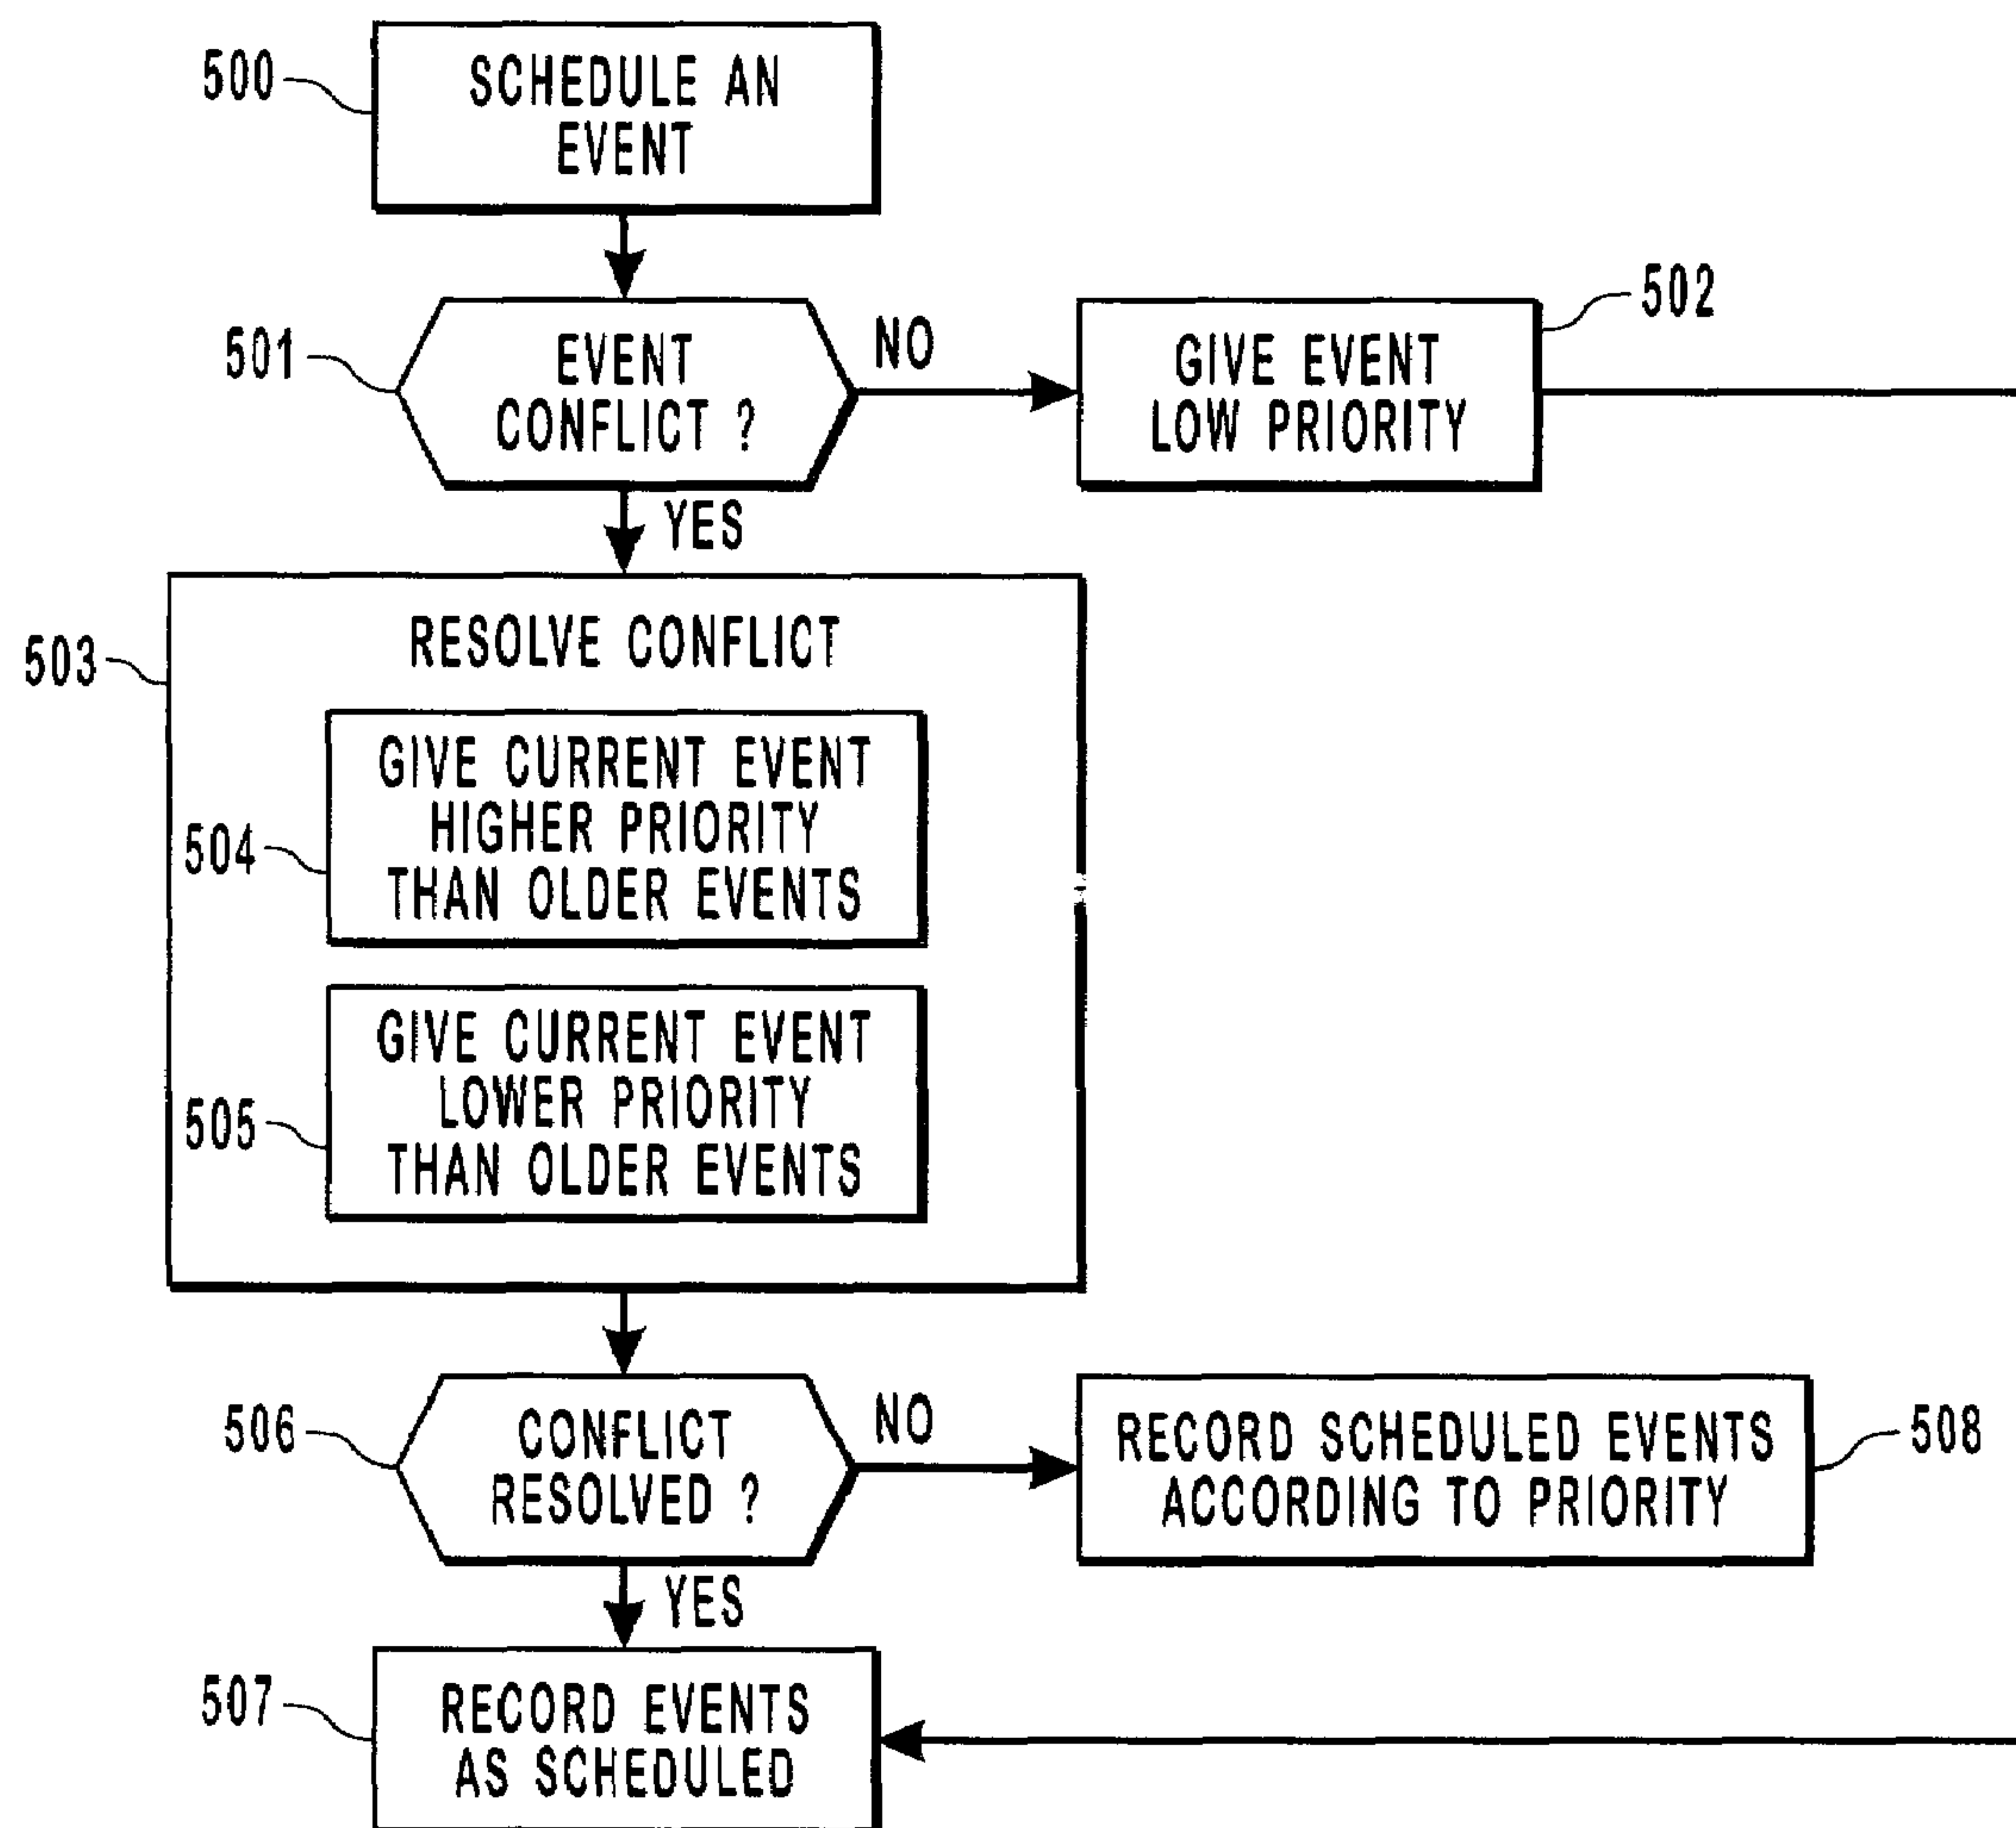 500
SCHEDULE AN
EVENT
501
EVENT
CONFLICT ?
NO
502
GIVE EVENT
LOW PRIORITY
YES
503
RESOLVE CONFLICT
504
GIVE CURRENT EVENT
HIGHER PRIORITY
THAN OLDER EVENTS
505
GIVE CURRENT EVENT
LOWER PRIORITY
THAN OLDER EVENTS
506
CONFLICT
RESOLVED ?
NO
RECORD SCHEDULED EVENTS
ACCORDING TO PRIORITY
508
YES
507
RECORD EVENTS
AS SCHEDULED